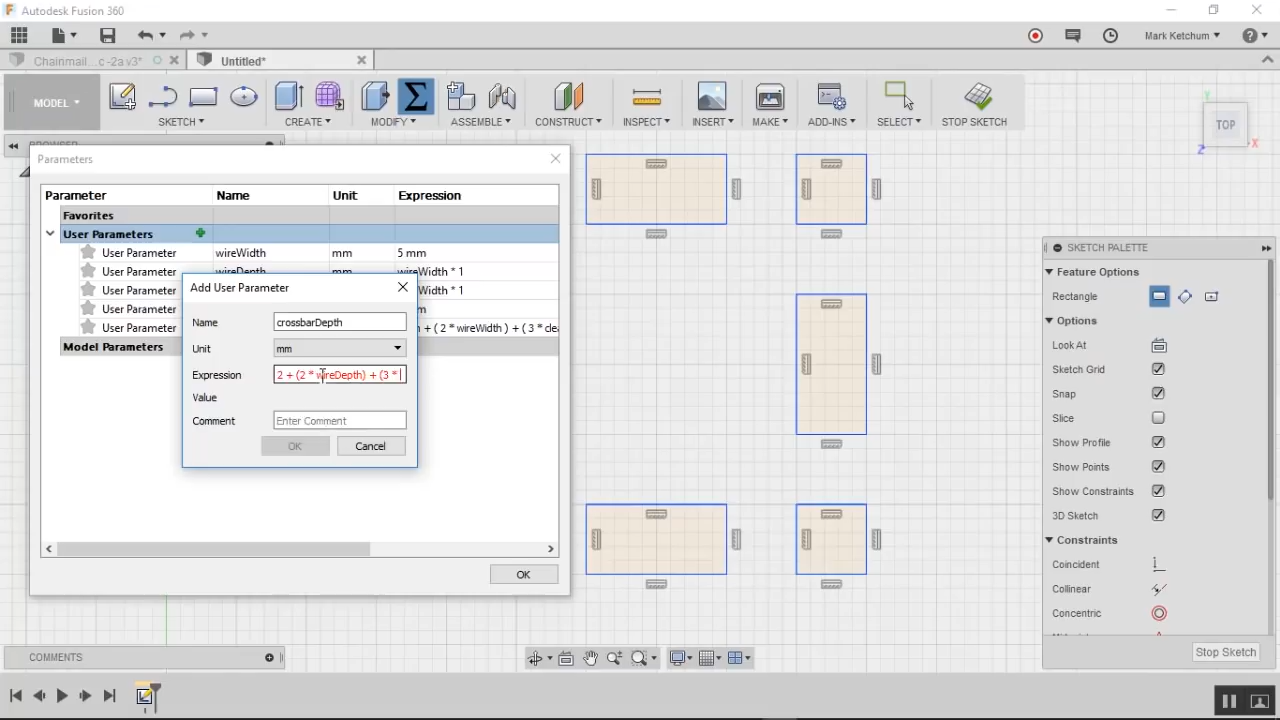 Autodesk Fusion 360
Mark Ketchum
Chainmail...c-2a v3*
Untitled*
MODEL
SKETCH
CREATE
MODIFY
ASSEMBLE
CONSTRUCT
INSPECT
INSERT
MAKE
ADD-INS
SELECT
STOP SKETCH
TOP
Y
X
Z
Parameters
Parameter Name Unit Expression
Favorites
User Parameters
User Parameter wireWidth mm 5 mm
User Parameter wireDepth mm wireWidth * 1
User Parameter wireWidth * 1
User Parameter
User Parameter + ( 2 * wireWidth ) + ( 3 * clea
Model Parameters
Add User Parameter
Name crossbarDepth
Unit mm
Expression 2 + (2 * wireDepth) + (3 *
Value
Comment Enter Comment
OK Cancel
OK
SKETCH PALETTE
Feature Options
Rectangle
Options
Look At
Sketch Grid
Snap
Slice
Show Profile
Show Points
Show Constraints
3D Sketch
Constraints
Coincident
Collinear
Concentric
Stop Sketch
COMMENTS